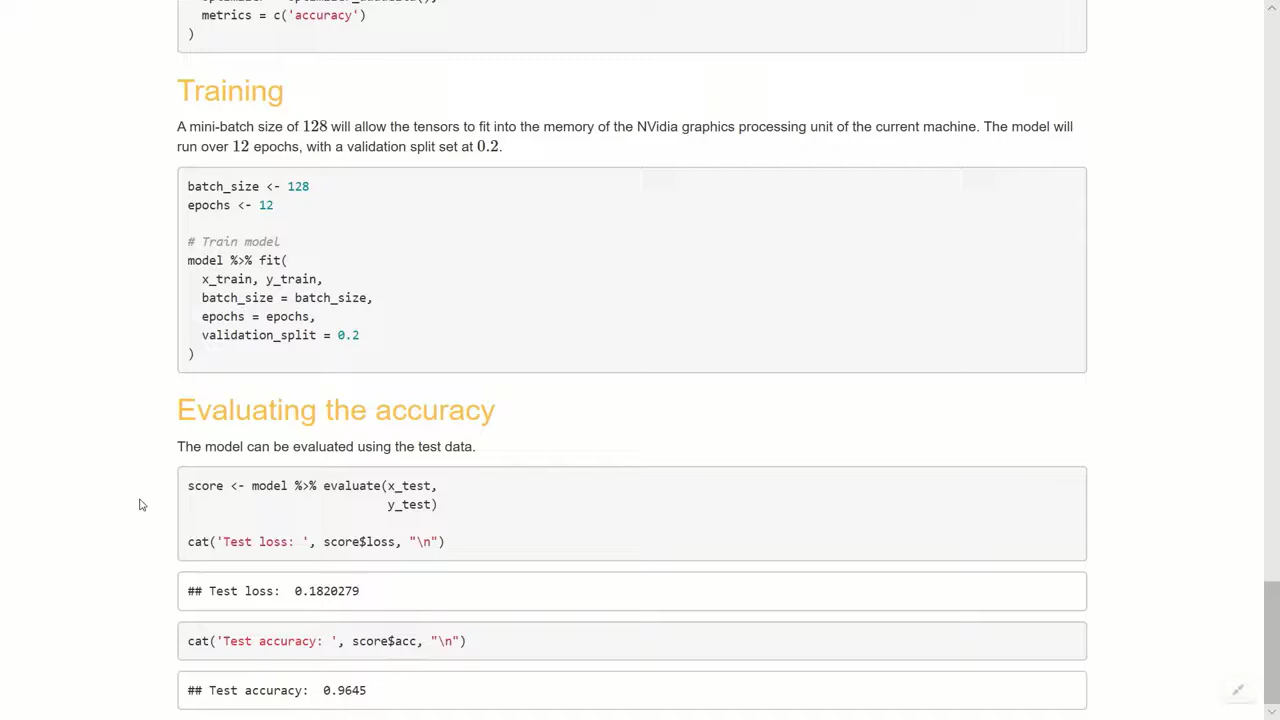 metrics = c('accuracy')
)
Training
A mini-batch size of 128 will allow the tensors to fit into the memory of the NVidia graphics processing unit of the current machine. The model will
run over 12 epochs, with a validation split set at 0.2.
batch_size <- 128
epochs <- 12
# Train model
model %>% fit(
x_train, y_train,
batch_size = batch_size,
epochs = epochs,
validation_split = 0.2
)
Evaluating the accuracy
The model can be evaluated using the test data.
score <- model %>% evaluate(x_test,
y_test)
cat('Test loss: ', score$loss, "\n")
## Test loss:  0.1820279
cat('Test accuracy: ', score$acc, "\n")
## Test accuracy:  0.9645